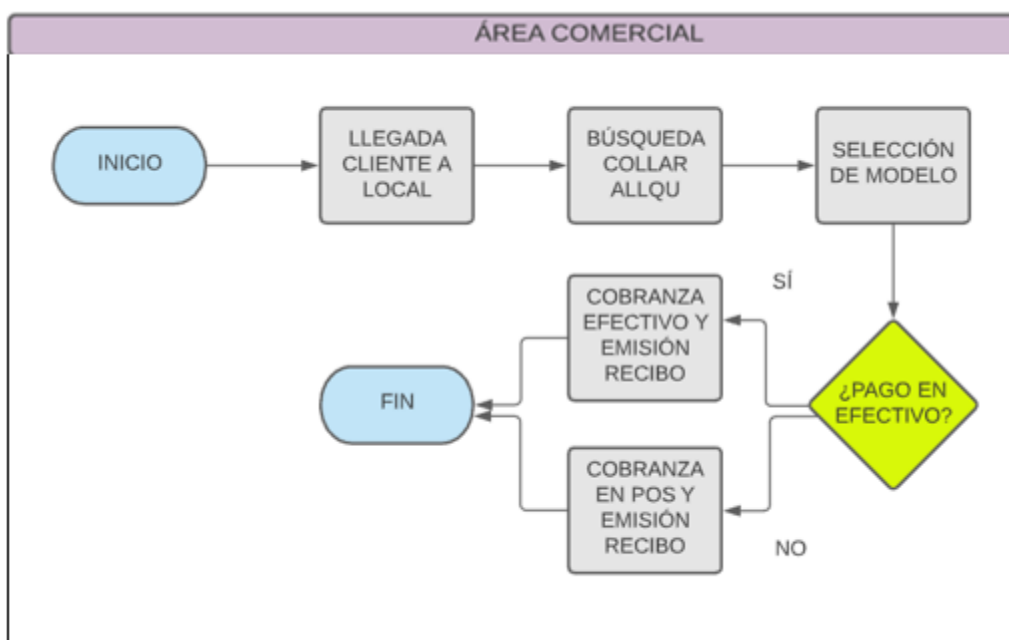 ÁREA COMERCIAL
INICIO
LLEGADA
CLIENTE A
LOCAL
BÚSQUEDA
COLLAR
ALLQU
SELECCIÓN
DE MODELO
¿PAGO EN
EFECTIVO?
SÍ
COBRANZA
EFECTIVO Y
EMISIÓN
RECIBO
NO
COBRANZA
EN POS Y
EMISIÓN
RECIBO
FIN